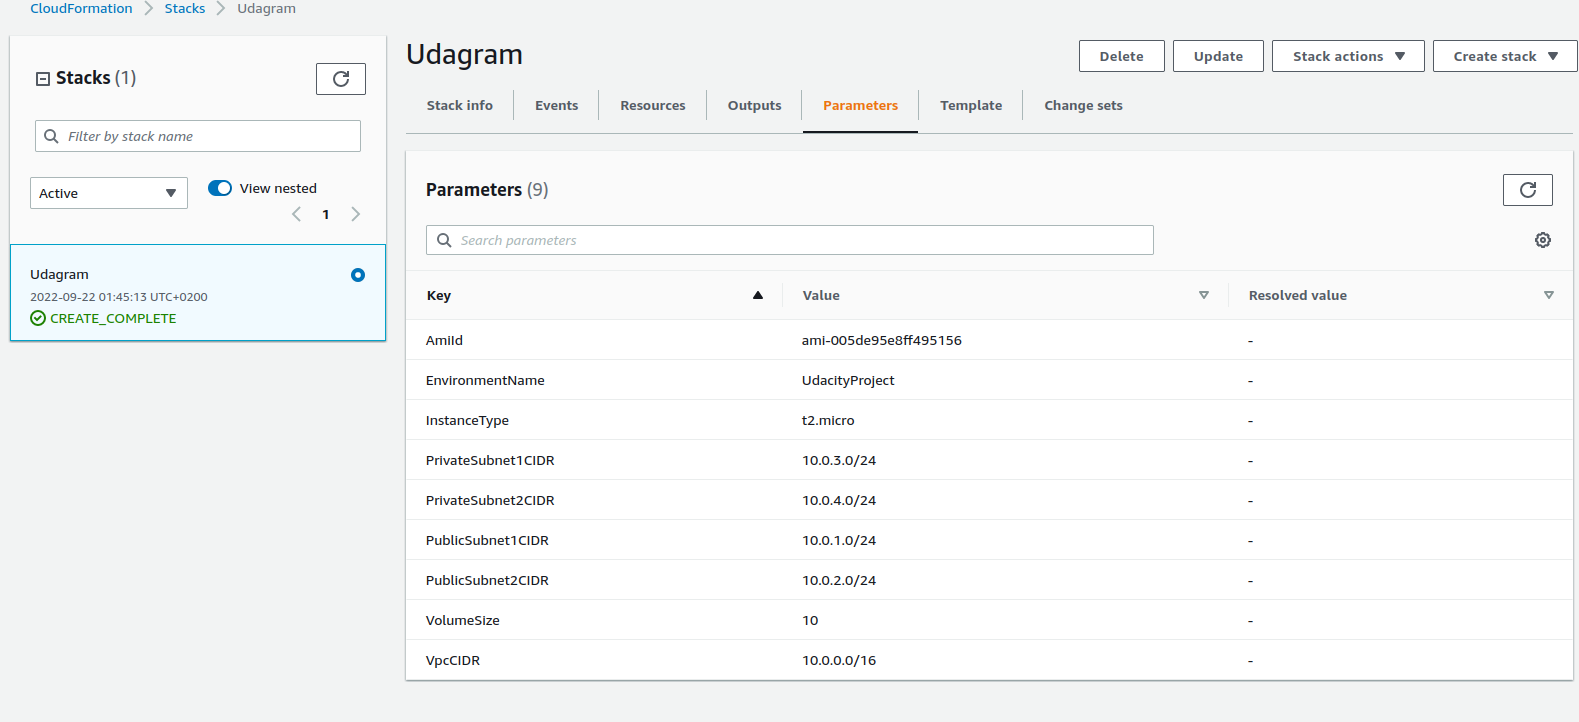 CloudFormation > Stacks > Udagram
Stacks (1)
Filter by stack name
Active
View nested
1
Udagram
2022-09-22 01:45:13 UTC+0200
CREATE_COMPLETE
Udagram
Delete Update Stack actions Create stack
Stack info Events Resources Outputs Parameters Template Change sets
Parameters (9)
Search parameters
Key Value Resolved value
AmiId ami-005de95e8ff495156 -
EnvironmentName UdacityProject -
InstanceType t2.micro -
PrivateSubnet1CIDR 10.0.3.0/24 -
PrivateSubnet2CIDR 10.0.4.0/24 -
PublicSubnet1CIDR 10.0.1.0/24 -
PublicSubnet2CIDR 10.0.2.0/24 -
VolumeSize 10 -
VpcCIDR 10.0.0.0/16 -